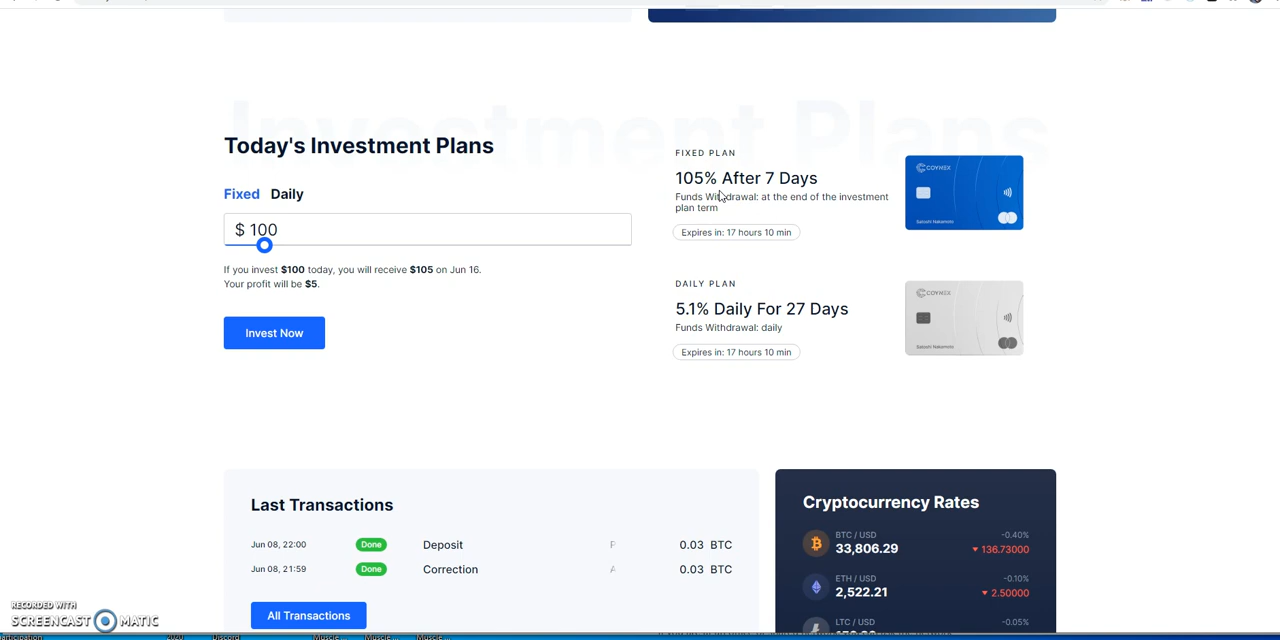 Investment Plans
Today's Investment Plans
Fixed Daily
$ 100
If you invest $100 today, you will receive $105 on Jun 16.
Your profit will be $5.
Invest Now
FIXED PLAN
105% After 7 Days
Funds Withdrawal: at the end of the investment
plan term
Expires in: 17 hours 10 min
COYNEX
Satoshi Nakamoto
DAILY PLAN
5.1% Daily For 27 Days
Funds Withdrawal: daily
Expires in: 17 hours 10 min
COYNEX
Satoshi Nakamoto
Last Transactions
Jun 08, 22:00 Done Deposit P 0.03 BTC
Jun 08, 21:59 Done Correction A 0.03 BTC
All Transactions
Cryptocurrency Rates
BTC / USD -0.40%
33,806.29 136.73000
ETH / USD -0.10%
2,522.21 2.50000
LTC / USD -0.05%
RECORDED WITH
SCREENCAST MATIC